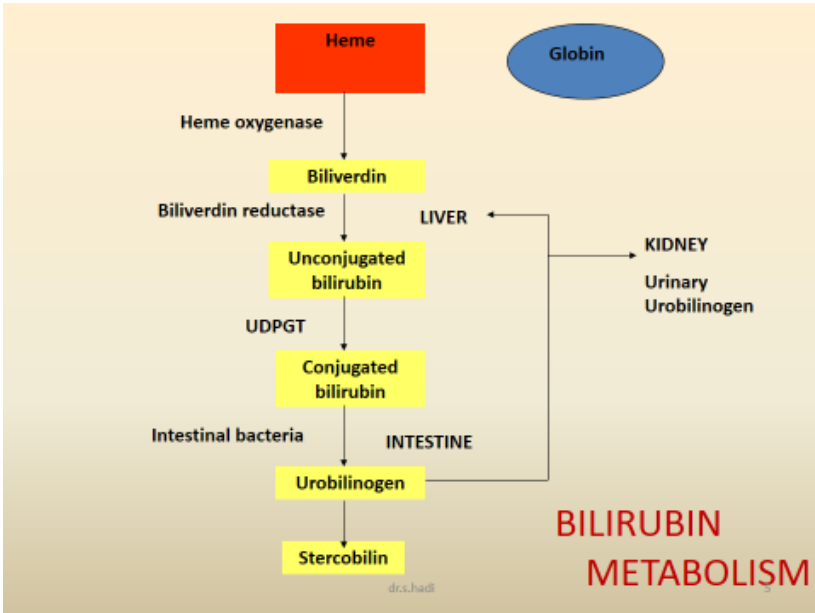 Heme
Globin
Heme oxygenase
Biliverdin
Biliverdin reductase
LIVER
KIDNEY
Unconjugated
bilirubin
Urinary
Urobilinogen
UDPGT
Conjugated
bilirubin
Intestinal bacteria
INTESTINE
Urobilinogen
BILIRUBIN
METABOLISM
Stercobilin
dr.s.hadi